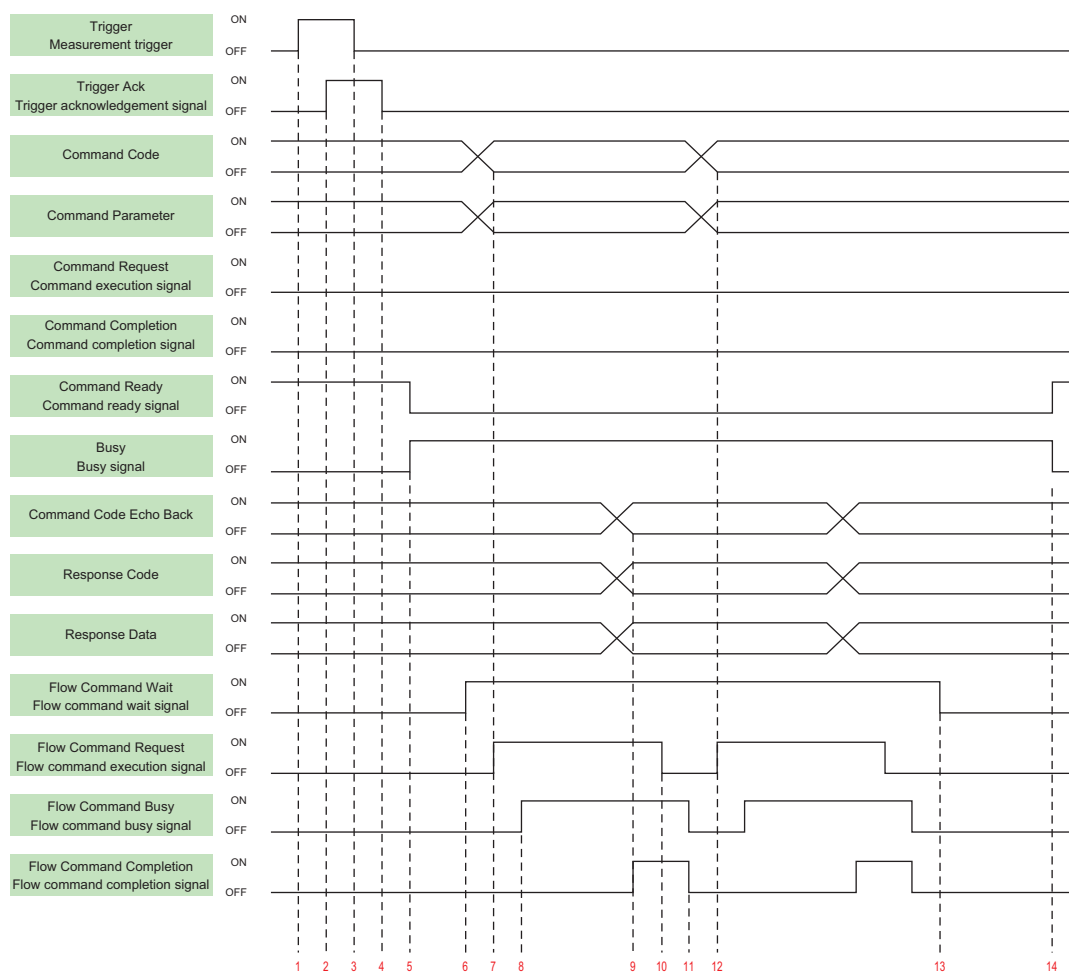 Trigger
Measurement trigger
ON
OFF
Trigger Ack
Trigger acknowledgement signal
ON
OFF
Command Code
ON
OFF
Command Parameter
ON
OFF
Command Request
Command execution signal
ON
OFF
Command Completion
Command completion signal
ON
OFF
Command Ready
Command ready signal
ON
OFF
Busy
Busy signal
ON
OFF
Command Code Echo Back
ON
OFF
Response Code
ON
OFF
Response Data
ON
OFF
Flow Command Wait
Flow command wait signal
ON
OFF
Flow Command Request
Flow command execution signal
ON
OFF
Flow Command Busy
Flow command busy signal
ON
OFF
Flow Command Completion
Flow command completion signal
ON
OFF
1 2 3 4 5 6 7 8 9 10 11 12 13 14